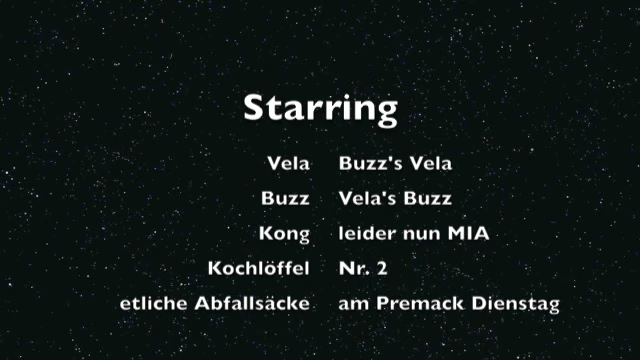 Starring
Vela Buzz's Vela
Buzz Vela's Buzz
Kong leider nun MIA
Kochlöffel Nr. 2
etliche Abfallsäcke am Premack Dienstag